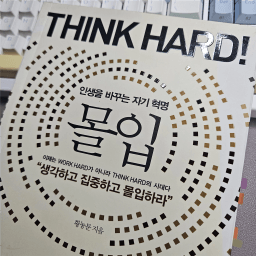 THINK HARD!
인생을 바꾸는 자기 혁명
몰입
이제는 WORK HARD가 아니라 THINK HARD의 시대다
“생각하고 집중하고 몰입하라”
황농문 지음